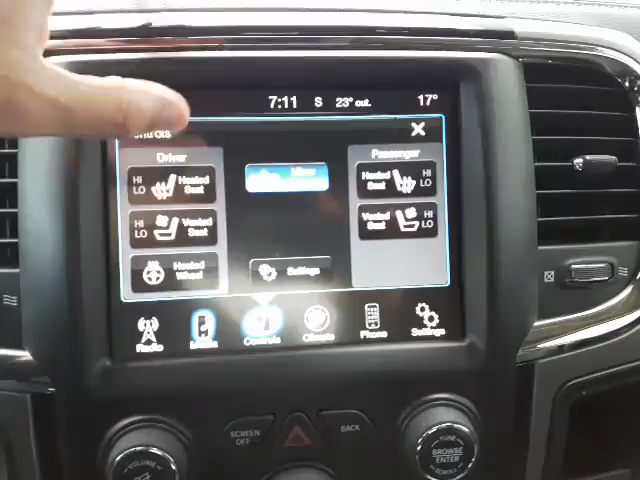 7:11 S 23° out. 17°
Driver
Passenger
HI LO Heated Seat
Heated Seat HI LO
HI LO Vented Seat
Vented Seat HI LO
Heated Wheel
Settings
Radio Media Controls Climate Phone Settings
SCREEN OFF
BACK
VOLUME
TUNE
BROWSE
ENTER
SCROLL